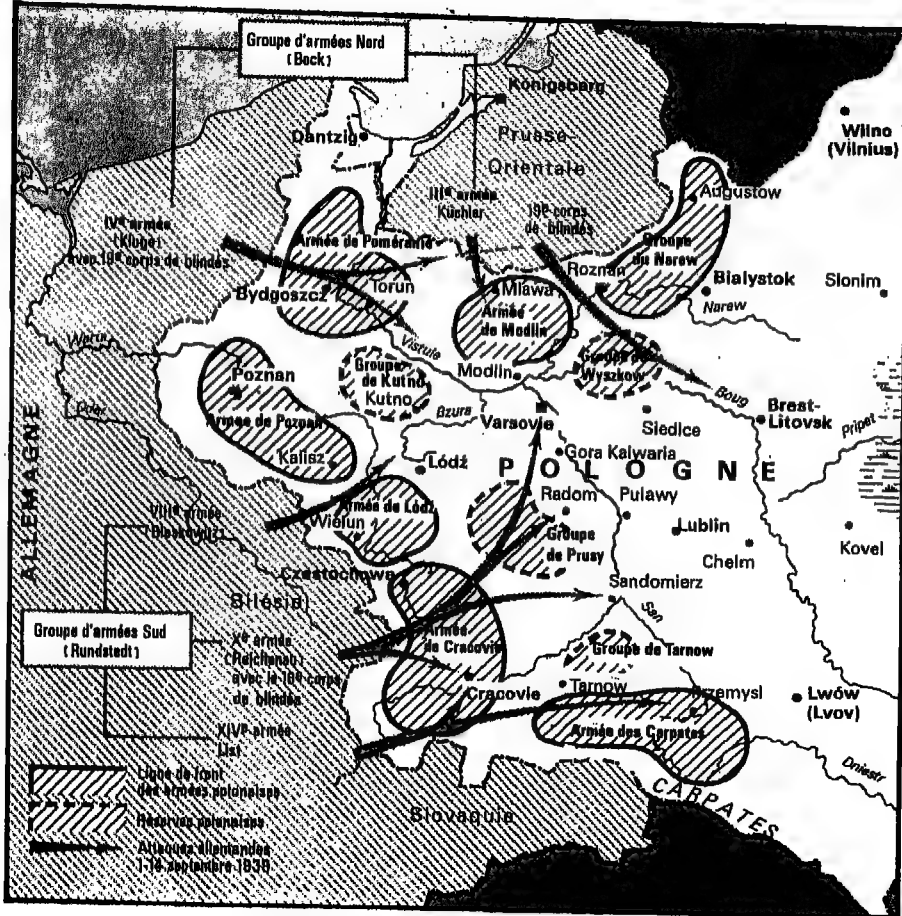 Groupe d'armées Nord
(Bock)
Königsberg
Dantzig
Prusse-
Orientale
Wilno
(Vilnius)
IVe armée
(Kluge)
avec 19e corps de blindés
IIIe armée
Küchler
19e corps
de blindés
Augustow
Armée de Poméranie
Groupe
du Narew
Bydgoszcz
Torun
Mlawa
Roznan
Bialystok
Slonim
Narew
Armée
de Modlin
Warta
Vistule
Modlin
Groupe de
Wyszkow
Poznan
Groupe
de Kutno
Kutno
Boug
Oder
Armée de Poznan
Bzura
Varsovie
Siedlce
Brest-
Litovsk
Pripet
Kalisz
Łódź
Gora Kalwaria
POLOGNE
ALLEMAGNE
VIIIe armée
Blaskowitz
Wiélun
Armée de Łódź
Radom
Pulawy
Groupe
de Prusy
Lublin
Chelm
Kovel
Czestochowa
Silésie
Sandomierz
San
Groupe d'armées Sud
(Rundstedt)
Xe armée
(Reichenau)
avec le 16e corps
de blindés
Armée
de Cracovie
Groupe de Tarnow
Cracovie
Tarnow
Przemysl
Lwów
(Lvov)
XIVe armée
List
Armée des Carpates
Dniestr
Ligne de front
des armées polonaises
Réserves polonaises
Attaques allemandes
1-14 septembre 1939
Slovaquie
CARPATES